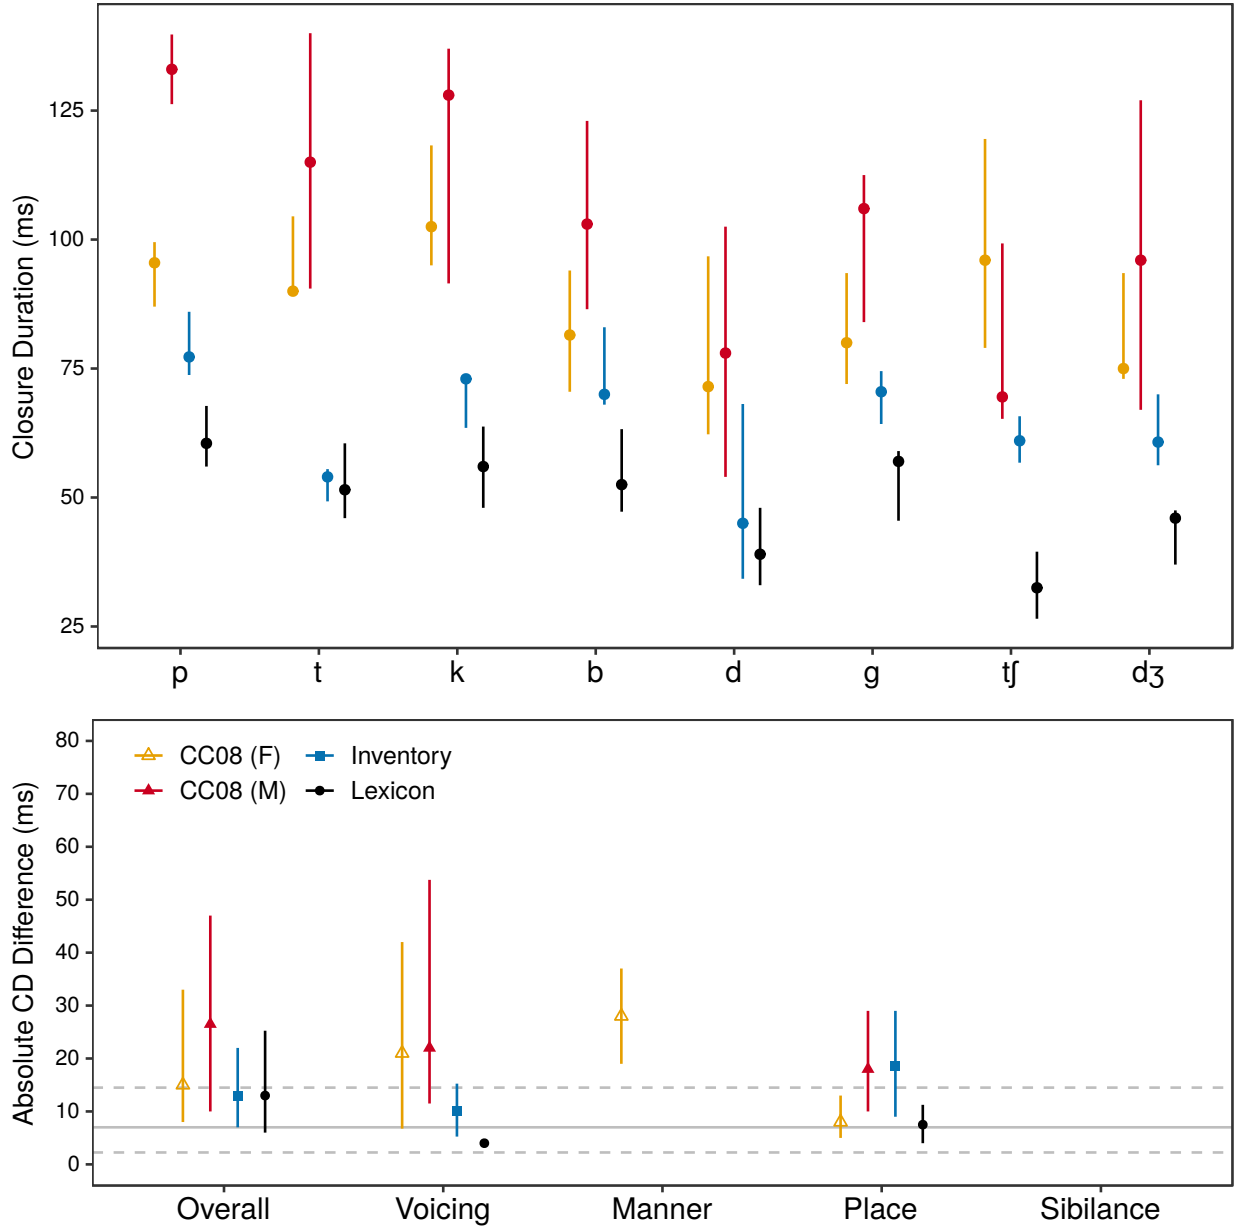 Closure Duration (ms)
125
100
75
50
25
p t k b d g tʃ dʒ
Absolute CD Difference (ms)
80
70
60
50
40
30
20
10
0
CC08 (F) Inventory
CC08 (M) Lexicon
Overall Voicing Manner Place Sibilance